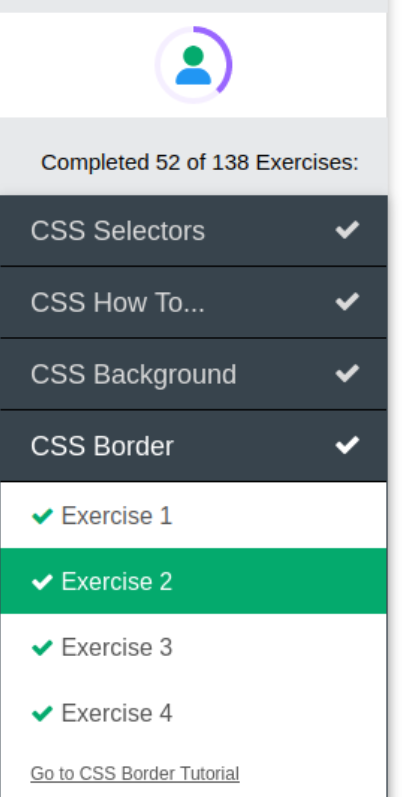 Completed 52 of 138 Exercises:
CSS Selectors
CSS How To...
CSS Background
CSS Border
Exercise 1
Exercise 2
Exercise 3
Exercise 4
Go to CSS Border Tutorial